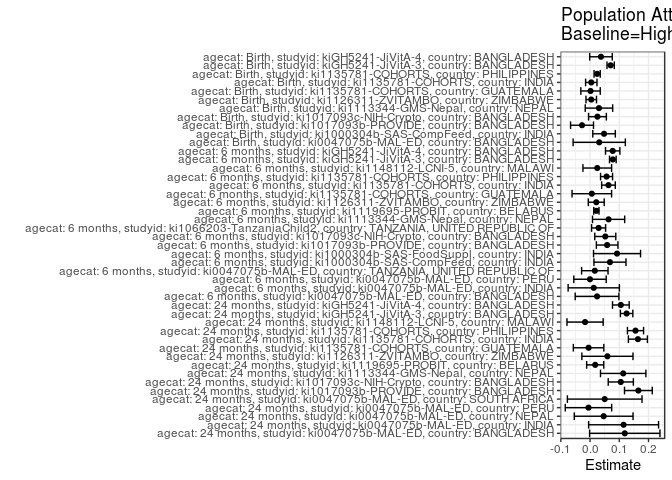 Population Att
Baseline=High
agecat: Birth, studyid: kiGH5241-JiVitA-4, country: BANGLADESH
agecat: Birth, studyid: kiGH5241-JiVitA-3, country: BANGLADESH
agecat: Birth, studyid: ki1135781-COHORTS, country: PHILIPPINES
agecat: Birth, studyid: ki1135781-COHORTS, country: INDIA
agecat: Birth, studyid: ki1135781-COHORTS, country: GUATEMALA
agecat: Birth, studyid: ki1126311-ZVITAMBO, country: ZIMBABWE
agecat: Birth, studyid: ki1113344-GMS-Nepal, country: NEPAL
agecat: Birth, studyid: ki1017093c-NIH-Crypto, country: BANGLADESH
agecat: Birth, studyid: ki1017093b-PROVIDE, country: BANGLADESH
agecat: Birth, studyid: ki1000304b-SAS-CompFeed, country: INDIA
agecat: Birth, studyid: ki0047075b-MAL-ED, country: BANGLADESH
agecat: 6 months, studyid: kiGH5241-JiVitA-4, country: BANGLADESH
agecat: 6 months, studyid: kiGH5241-JiVitA-3, country: BANGLADESH
agecat: 6 months, studyid: ki1148112-LCNI-5, country: MALAWI
agecat: 6 months, studyid: ki1135781-COHORTS, country: PHILIPPINES
agecat: 6 months, studyid: ki1135781-COHORTS, country: INDIA
agecat: 6 months, studyid: ki1135781-COHORTS, country: GUATEMALA
agecat: 6 months, studyid: ki1126311-ZVITAMBO, country: ZIMBABWE
agecat: 6 months, studyid: ki1119695-PROBIT, country: BELARUS
agecat: 6 months, studyid: ki1113344-GMS-Nepal, country: NEPAL
agecat: 6 months, studyid: ki1066203-TanzaniaChild2, country: TANZANIA, UNITED REPUBLIC OF
agecat: 6 months, studyid: ki1017093c-NIH-Crypto, country: BANGLADESH
agecat: 6 months, studyid: ki1017093b-PROVIDE, country: BANGLADESH
agecat: 6 months, studyid: ki1000304b-SAS-FoodSuppl, country: INDIA
agecat: 6 months, studyid: ki1000304b-SAS-CompFeed, country: INDIA
agecat: 6 months, studyid: ki0047075b-MAL-ED, country: TANZANIA, UNITED REPUBLIC OF
agecat: 6 months, studyid: ki0047075b-MAL-ED, country: PERU
agecat: 6 months, studyid: ki0047075b-MAL-ED, country: INDIA
agecat: 6 months, studyid: ki0047075b-MAL-ED, country: BANGLADESH
agecat: 24 months, studyid: kiGH5241-JiVitA-4, country: BANGLADESH
agecat: 24 months, studyid: kiGH5241-JiVitA-3, country: BANGLADESH
agecat: 24 months, studyid: ki1148112-LCNI-5, country: MALAWI
agecat: 24 months, studyid: ki1135781-COHORTS, country: PHILIPPINES
agecat: 24 months, studyid: ki1135781-COHORTS, country: INDIA
agecat: 24 months, studyid: ki1135781-COHORTS, country: GUATEMALA
agecat: 24 months, studyid: ki1126311-ZVITAMBO, country: ZIMBABWE
agecat: 24 months, studyid: ki1119695-PROBIT, country: BELARUS
agecat: 24 months, studyid: ki1113344-GMS-Nepal, country: NEPAL
agecat: 24 months, studyid: ki1017093c-NIH-Crypto, country: BANGLADESH
agecat: 24 months, studyid: ki1017093b-PROVIDE, country: BANGLADESH
agecat: 24 months, studyid: ki0047075b-MAL-ED, country: SOUTH AFRICA
agecat: 24 months, studyid: ki0047075b-MAL-ED, country: PERU
agecat: 24 months, studyid: ki0047075b-MAL-ED, country: NEPAL
agecat: 24 months, studyid: ki0047075b-MAL-ED, country: INDIA
agecat: 24 months, studyid: ki0047075b-MAL-ED, country: BANGLADESH
-0.1 0.0 0.1 0.2
Estimate